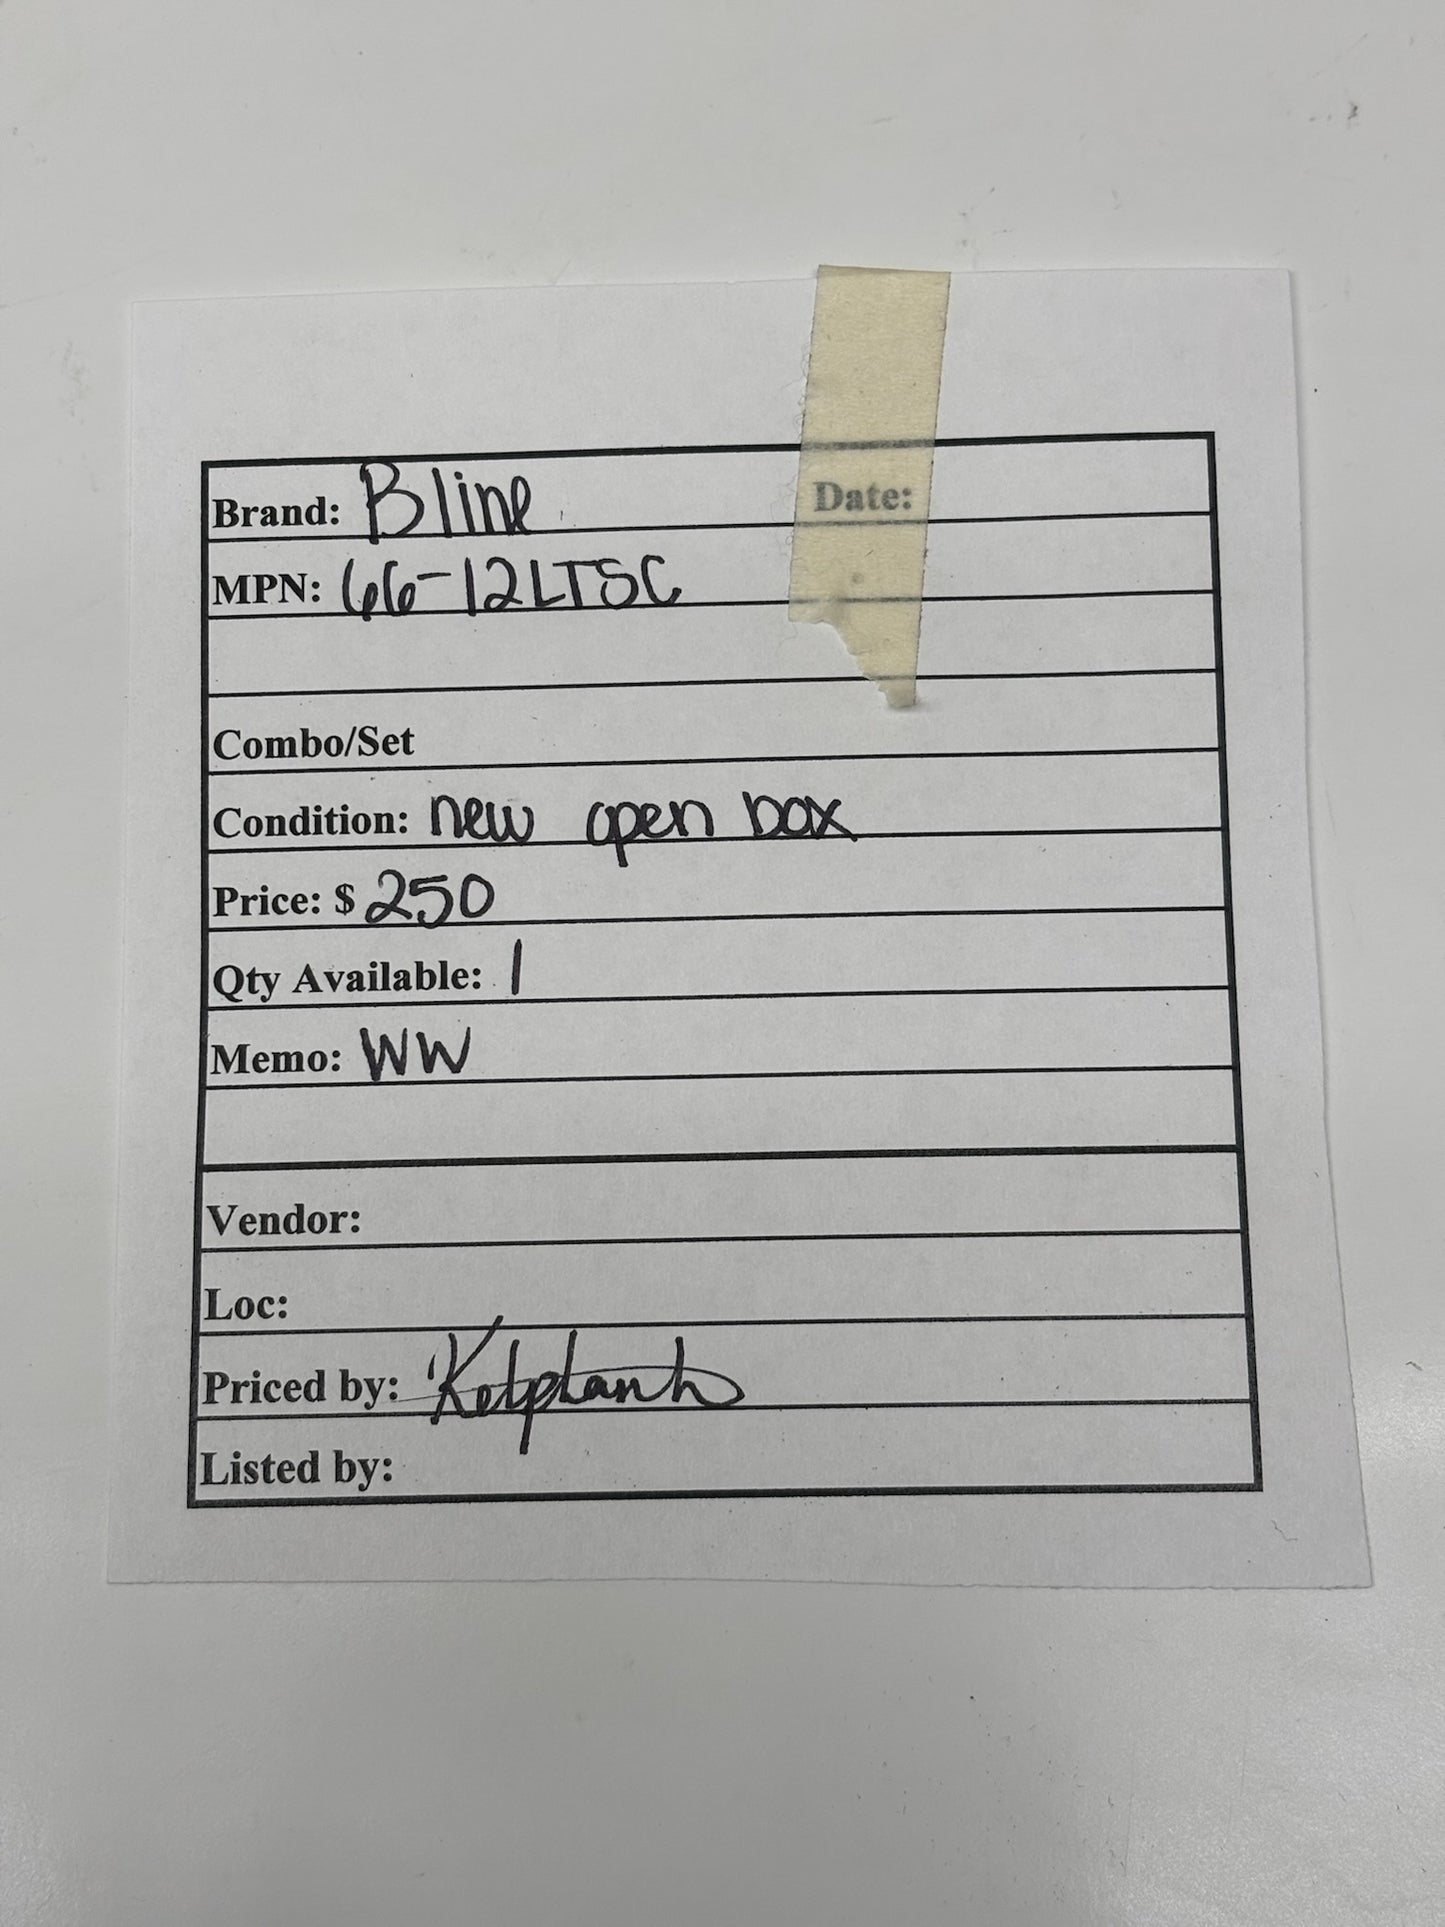 Brand: Bline Date:
MPN: 66-12LTSC
Combo/Set
Condition: new open box
Price: $ 250
Qty Available: 1
Memo: WW
Vendor:
Loc:
Priced by:
Listed by: